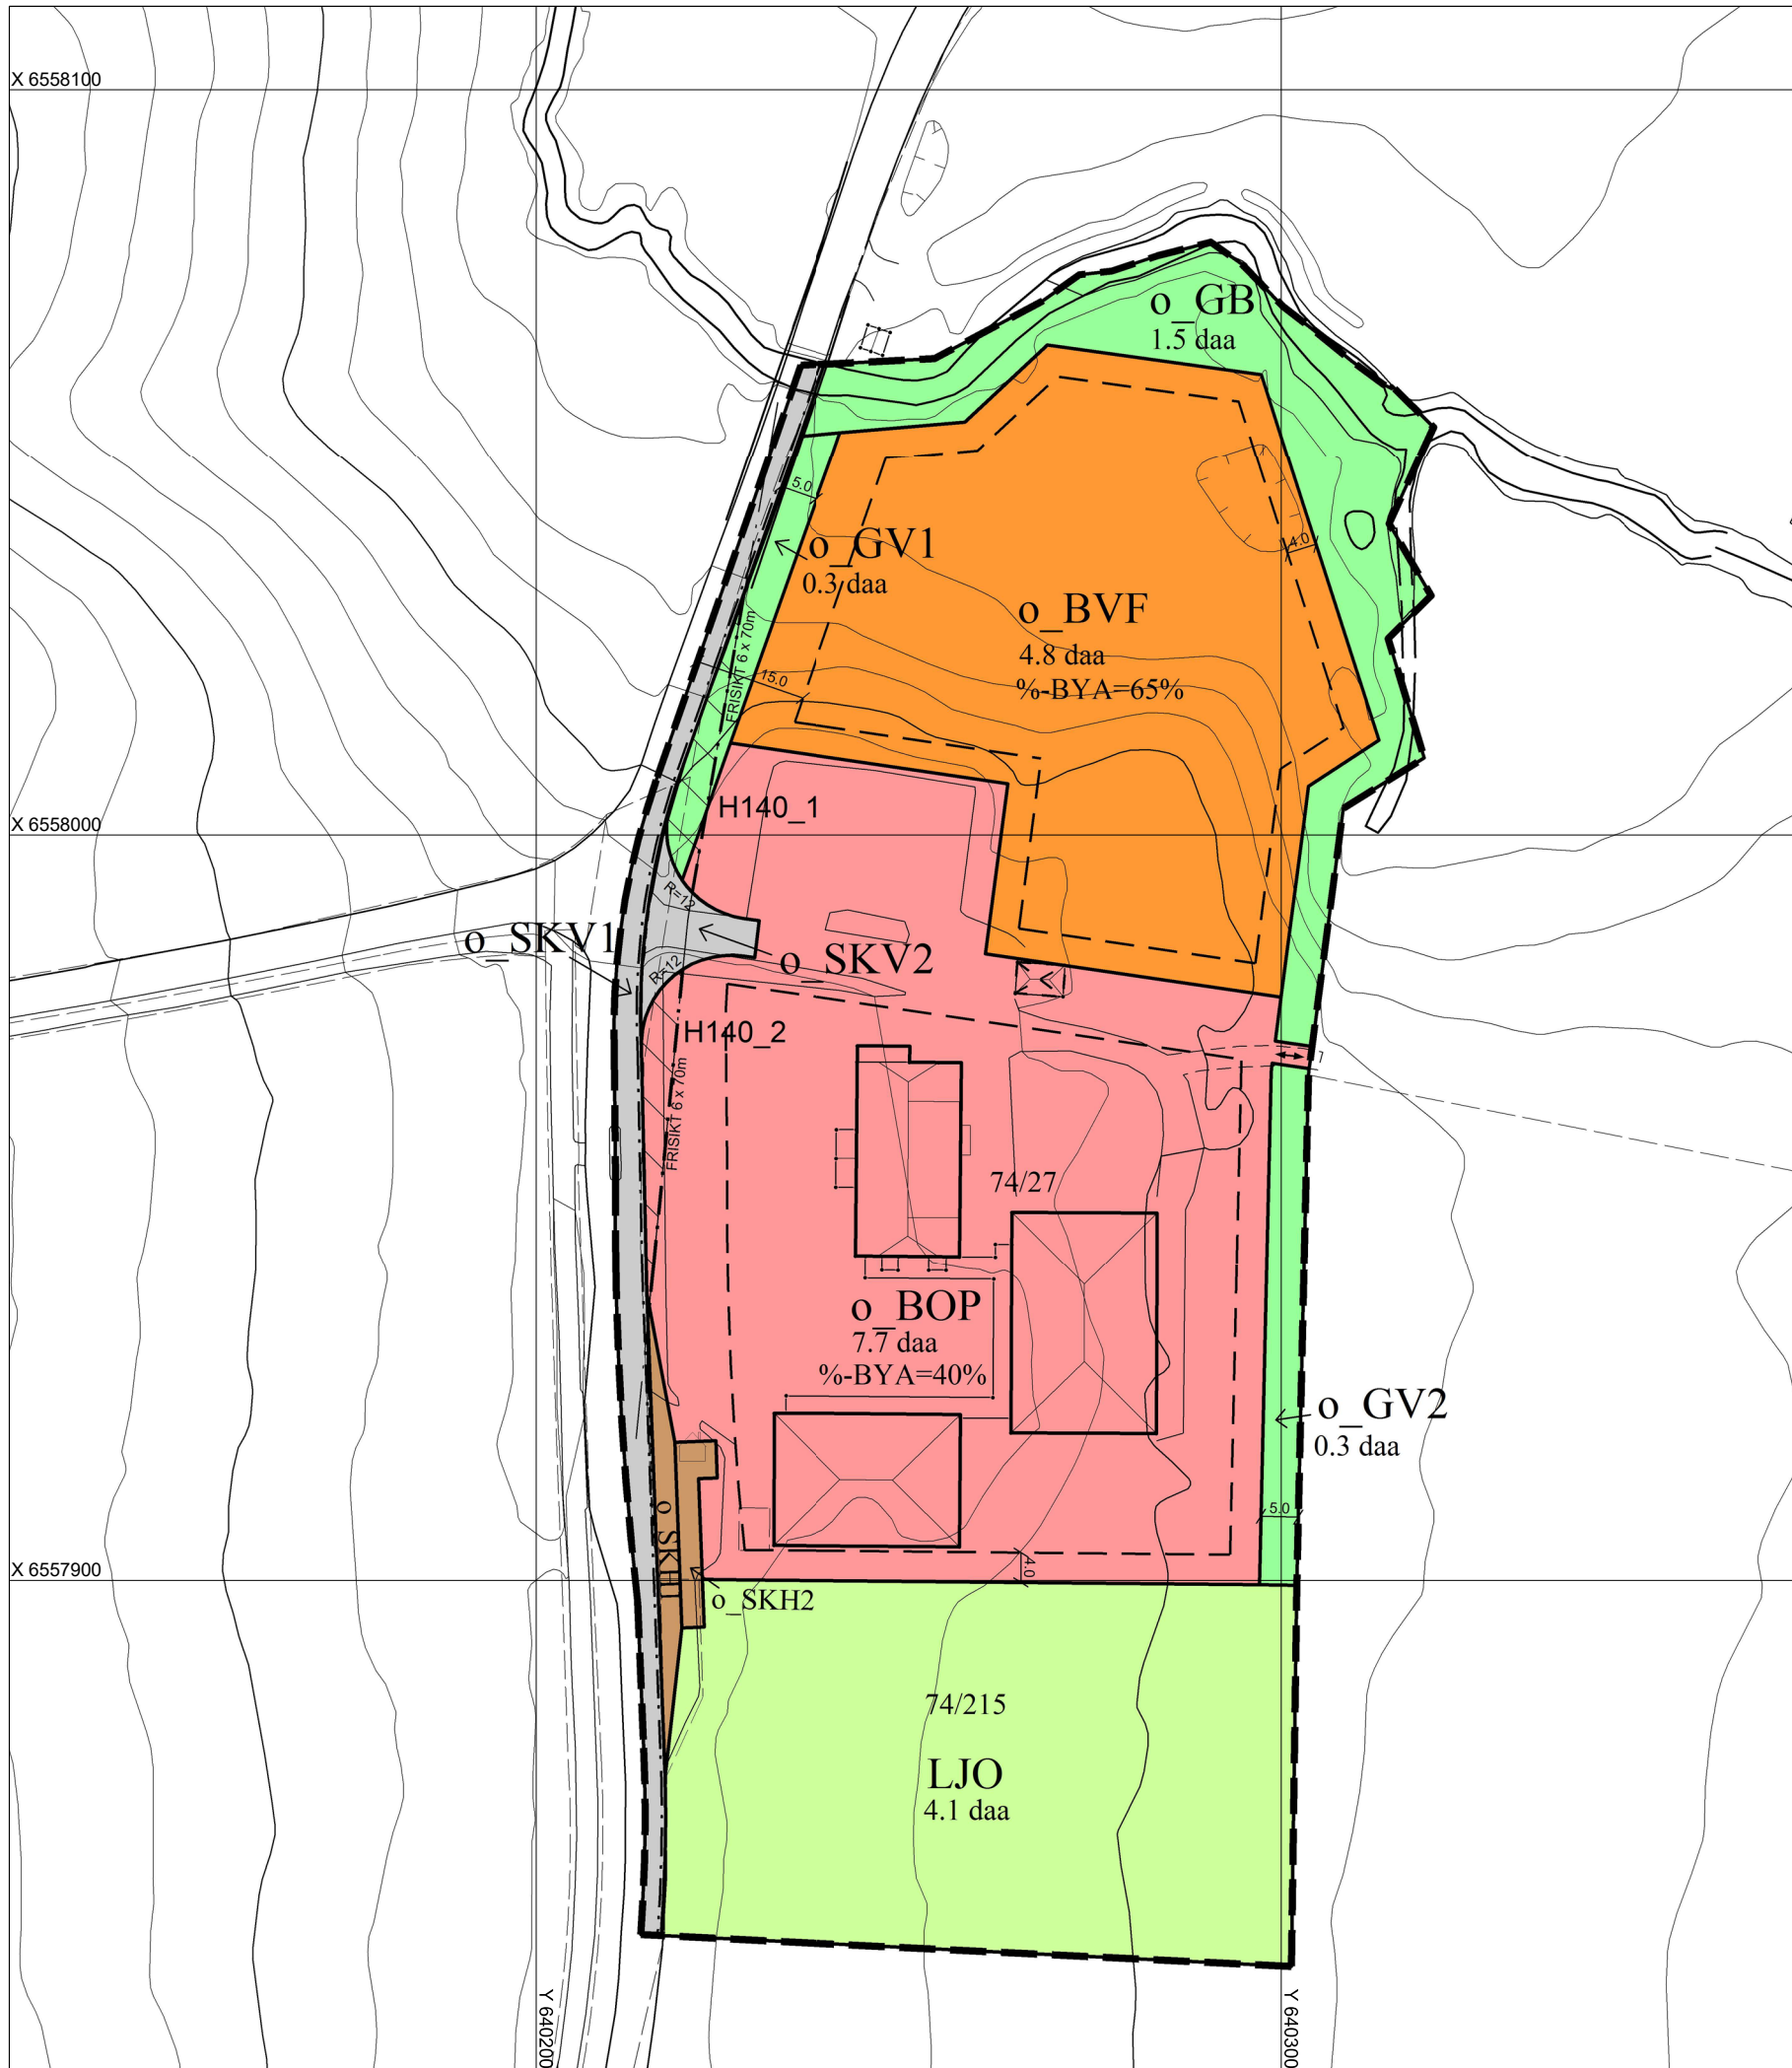 X 6558100
o_GB
1.5 daa
5.0
o_GV1
0.3 daa
4.0
o_BVF
4.8 daa
%-BYA=65%
FRISIKT 6 x 70m
15.0
H140_1
X 6558000
R=12
o_SKV1
o_SKV2
R=12
H140_2
FRISIKT 6 x 70m
74/27
o_BOP
7.7 daa
%-BYA=40%
o_GV2
0.3 daa
5.0
o_SKH1
4.0
X 6557900
o_SKH2
74/215
LJO
4.1 daa
Y 640200
Y 640300